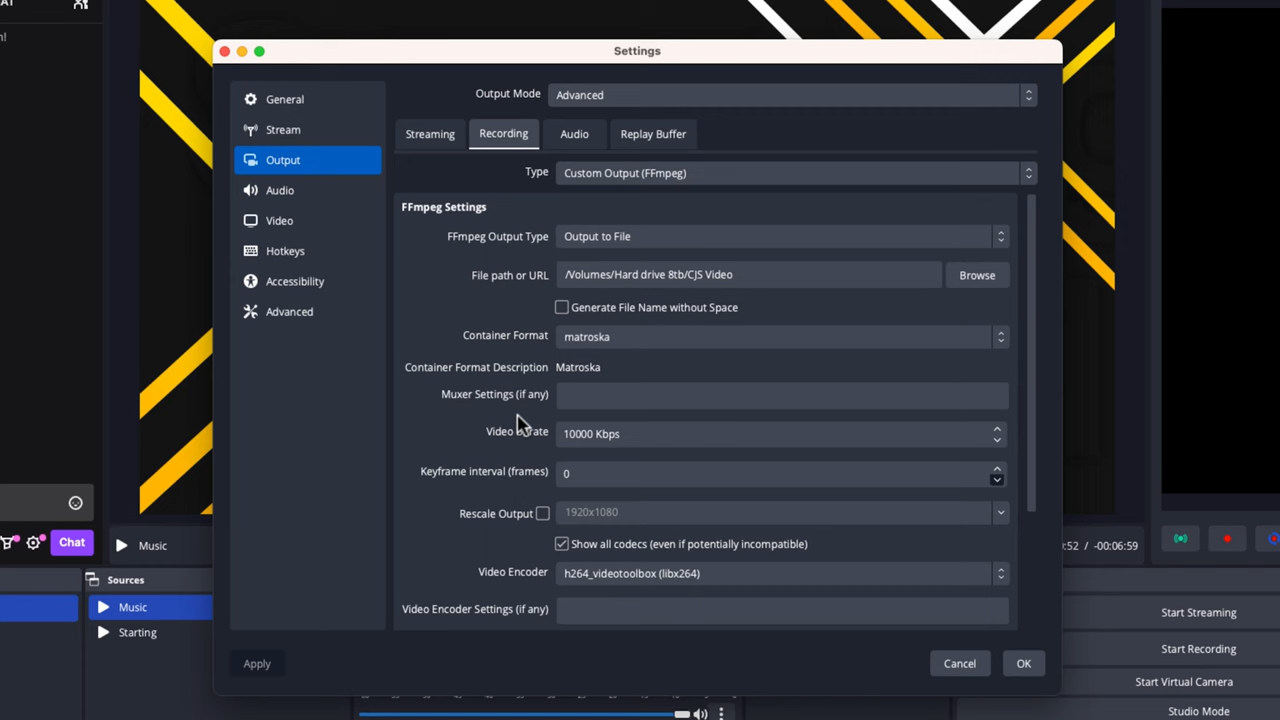 AT
n!
Settings
General
Stream
Output
Audio
Video
Hotkeys
Accessibility
Advanced
Output Mode Advanced
Streaming Recording Audio Replay Buffer
Type Custom Output (FFmpeg)
FFmpeg Settings
FFmpeg Output Type Output to File
File path or URL /Volumes/Hard drive 8tb/CJS Video Browse
Generate File Name without Space
Container Format matroska
Container Format Description Matroska
Muxer Settings (if any)
Video rate 10000 Kbps
Keyframe interval (frames) 0
Rescale Output 1920x1080
Show all codecs (even if potentially incompatible)
Video Encoder h264_videotoolbox (libx264)
Video Encoder Settings (if any)
Apply Cancel OK
Chat
Music
:52 / -00:06:59
Sources
Music
Starting
Start Streaming
Start Recording
Start Virtual Camera
Studio Mode